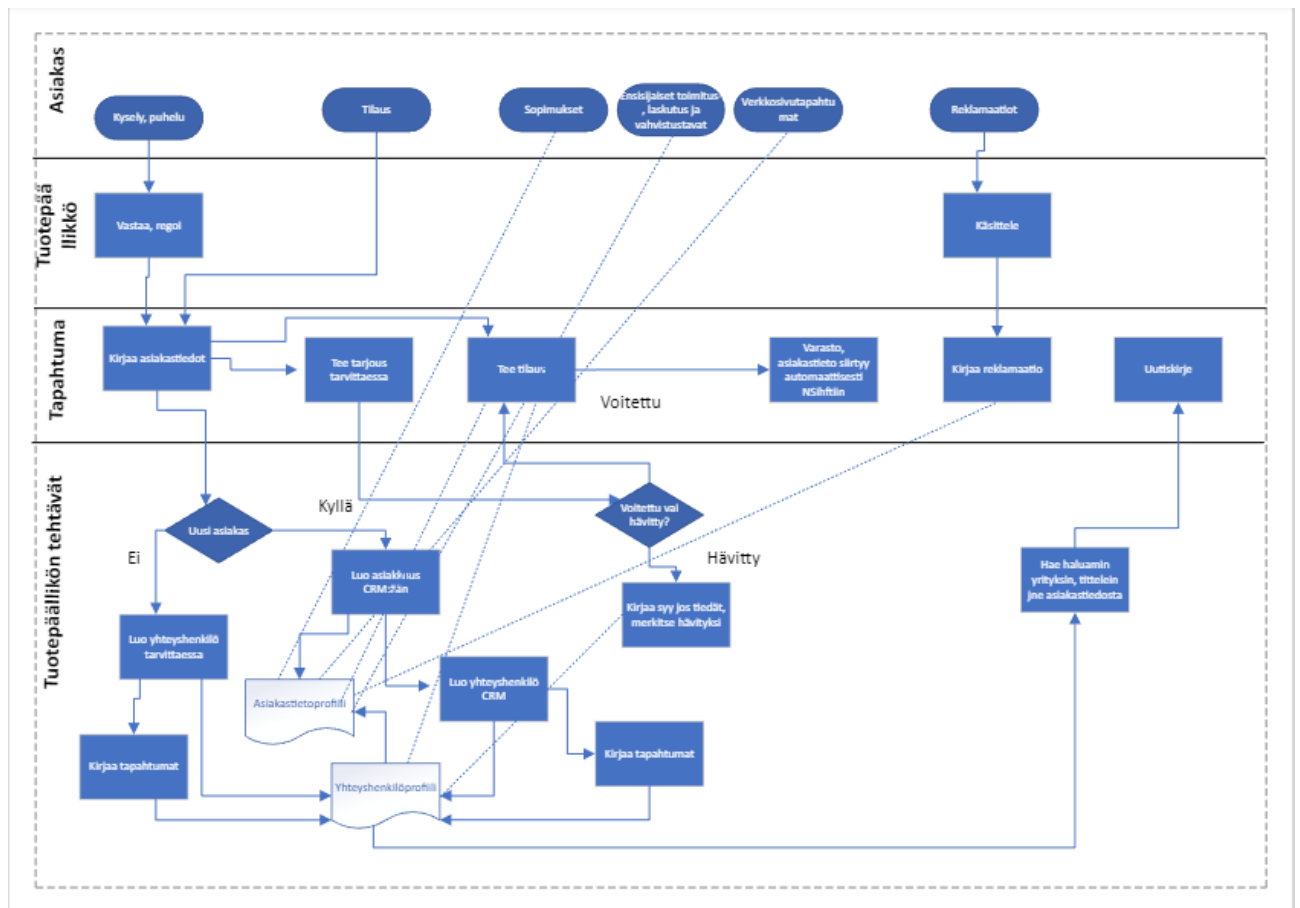 Asiakas
Kysely, puhelu
Tilaus
Sopimukset
Ensisijaiset toimitus
, laskutus ja
vahvistustavat
Verkkosivutapahtu
mat
Reklamaatiot
Tuotepää
llikkö
Vastaa, regoi
Käsittele
Tapahtuma
Kirjaa asiakastiedot
Tee tarjous
tarvittaessa
Tee tilaus
Voitettu
Varasto,
asiakastieto siirtyy
automaattisesti
NSihftiin
Kirjaa reklamaatio
Uutiskirje
Tuotepäällikön tehtävät
Uusi asiakas
Kyllä
Ei
Voitettu vai
hävitty?
Hävitty
Luo asiakkuus
CRM:ään
Kirjaa syy jos tiedät,
merkitse hävityksi
Hae haluamin
yrityksin, tittelein
jne asiakastiedosta
Luo yhteyshenkilö
tarvittaessa
Asiakastietoprofiili
Luo yhteyshenkilö
CRM
Kirjaa tapahtumat
Kirjaa tapahtumat
Yhteyshenkilöprofiili